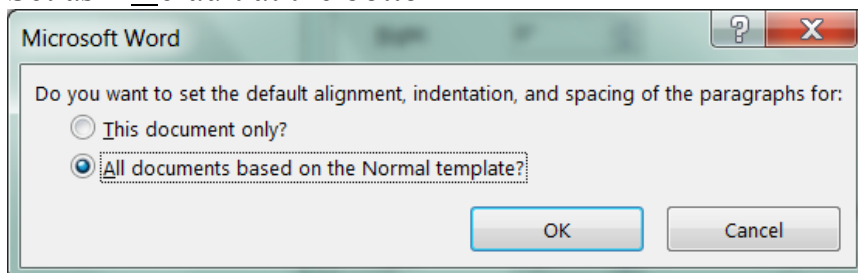 Microsoft Word
Do you want to set the default alignment, indentation, and spacing of the paragraphs for:
This document only?
All documents based on the Normal template?
OK Cancel